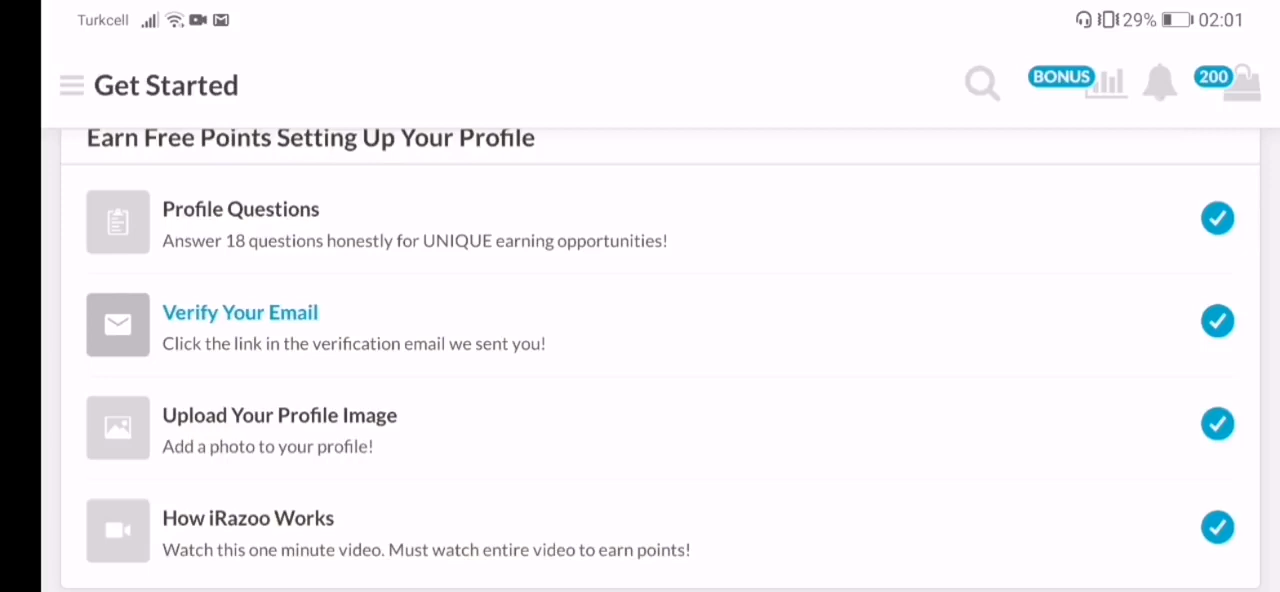 Turkcell 29% 02:01
Get Started BONUS 200
Earn Free Points Setting Up Your Profile
Profile Questions
Answer 18 questions honestly for UNIQUE earning opportunities!
Verify Your Email
Click the link in the verification email we sent you!
Upload Your Profile Image
Add a photo to your profile!
How iRazoo Works
Watch this one minute video. Must watch entire video to earn points!